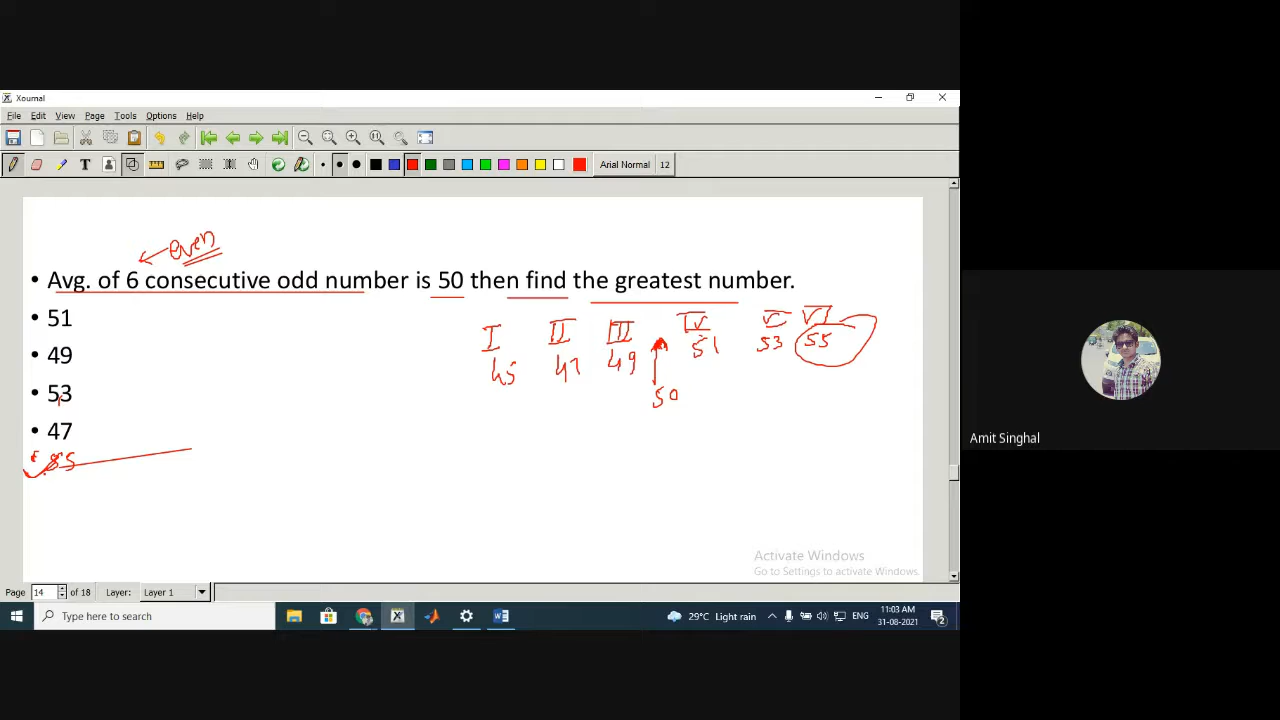 Xournal
File Edit View Page Tools Options Help
T
Arial Normal 12
even
• Avg. of 6 consecutive odd number is 50 then find the greatest number.
• 51
• 49
• 53
• 47
• 55
I II III IV V VI
45 47 49 51 53 55
50
Amit Singhal
Activate Windows
Go to Settings to activate Windows.
Page 14 of 18 Layer: Layer 1
Type here to search
29°C Light rain
ENG
11:03 AM
31-08-2021
2